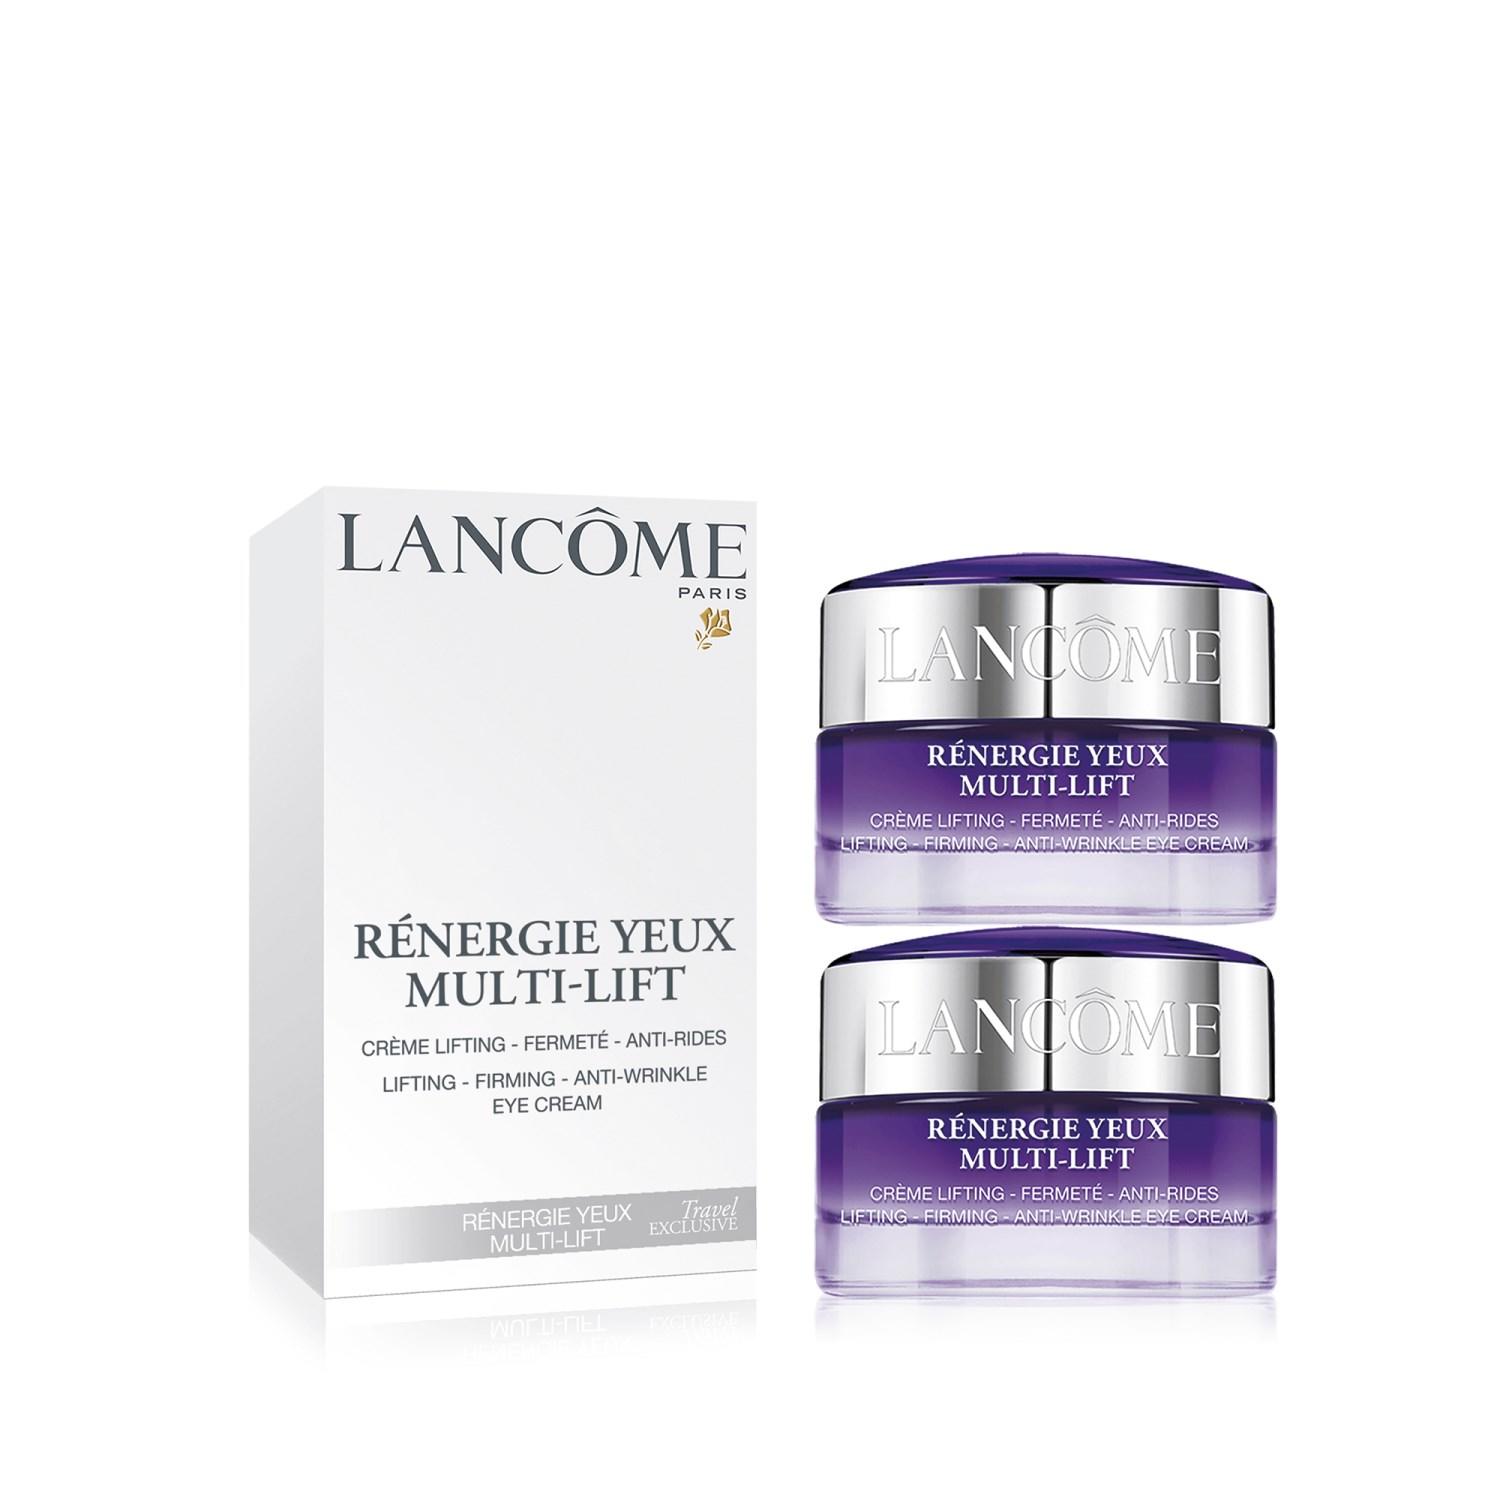 LANCÔME
PARIS
RÉNERGIE YEUX
MULTI-LIFT
CRÈME LIFTING - FERMETÉ - ANTI-RIDES
LIFTING - FIRMING - ANTI-WRINKLE
EYE CREAM
RÉNERGIE YEUX
MULTI-LIFT
Travel
EXCLUSIVE
LANCÔME
RÉNERGIE YEUX
MULTI-LIFT
CRÈME LIFTING - FERMETÉ - ANTI-RIDES
LIFTING - FIRMING - ANTI-WRINKLE EYE CREAM
LANCÔME
RÉNERGIE YEUX
MULTI-LIFT
CRÈME LIFTING - FERMETÉ - ANTI-RIDES
LIFTING - FIRMING - ANTI-WRINKLE EYE CREAM